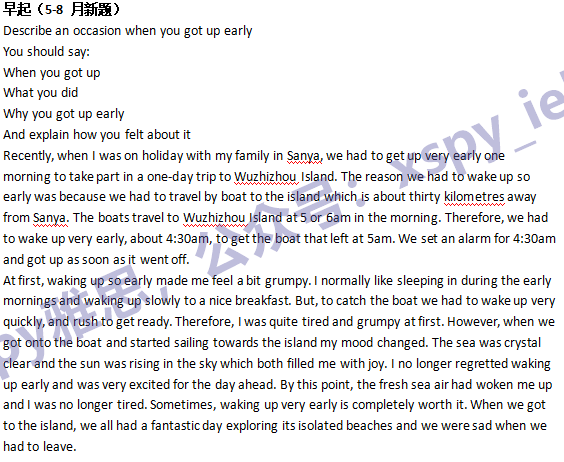 早起（5-8 月新题）
Describe an occasion when you got up early
You should say:
When you got up
What you did
Why you got up early
And explain how you felt about it
Recently, when I was on holiday with my family in Sanya, we had to get up very early one
morning to take part in a one-day trip to Wuzhizhou Island. The reason we had to wake up so
early was because we had to travel by boat to the island which is about thirty kilometres away
from Sanya. The boats travel to Wuzhizhou Island at 5 or 6am in the morning. Therefore, we had
to wake up very early, about 4:30am, to get the boat that left at 5am. We set an alarm for 4:30am
and got up as soon as it went off.
At first, waking up so early made me feel a bit grumpy. I normally like sleeping in during the early
mornings and waking up slowly to a nice breakfast. But, to catch the boat we had to wake up very
quickly, and rush to get ready. Therefore, I was quite tired and grumpy at first. However, when we
got onto the boat and started sailing towards the island my mood changed. The sea was crystal
clear and the sun was rising in the sky which both filled me with joy. I no longer regretted waking
up early and was very excited for the day ahead. By this point, the fresh sea air had woken me up
and I was no longer tired. Sometimes, waking up very early is completely worth it. When we got
to the island, we all had a fantastic day exploring its isolated beaches and we were sad when we
had to leave.
py雅思，公众号：xspy_ie